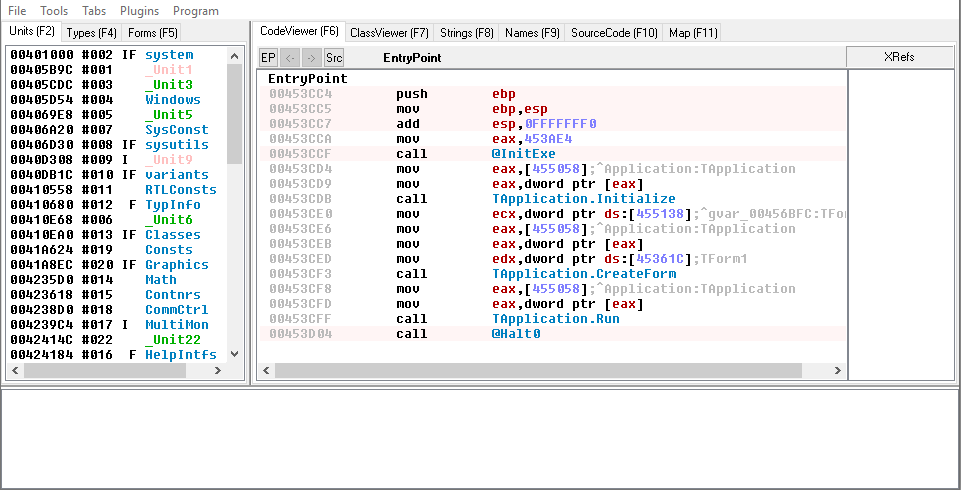 File Tools Tabs Plugins Program
Units (F2) Types (F4) Forms (F5)
00401000 #002 IF system
00405B9C #001 _Unit1
00405CDC #003 _Unit3
00405D54 #004 Windows
004069E8 #005 _Unit5
00406A20 #007 SysConst
00406D30 #008 IF sysutils
0040D308 #009 I _Unit9
0040DB1C #010 IF variants
00410558 #011 RTLConsts
00410680 #012 F TypInfo
00410E68 #006 _Unit6
00410EA0 #013 IF Classes
0041A624 #019 Consts
0041A8EC #020 IF Graphics
004235D0 #014 Math
00423618 #015 Contnrs
004238D0 #018 CommCtrl
004239C4 #017 I MultiMon
0042414C #022 _Unit22
00424184 #016 F HelpIntfs
CodeViewer (F6) ClassViewer (F7) Strings (F8) Names (F9) SourceCode (F10) Map (F11)
EP <- -> Src EntryPoint
EntryPoint
00453CC4 push ebp
00453CC5 mov ebp,esp
00453CC7 add esp,0FFFFFFF0
00453CCA mov eax,453AE4
00453CCF call @InitExe
00453CD4 mov eax,[455058];^Application:TApplication
00453CD9 mov eax,dword ptr [eax]
00453CDB call TApplication.Initialize
00453CE0 mov ecx,dword ptr ds:[455138];^gvar_00456BFC:TFor
00453CE6 mov eax,[455058];^Application:TApplication
00453CEB mov eax,dword ptr [eax]
00453CED mov edx,dword ptr ds:[45361C];TForm1
00453CF3 call TApplication.CreateForm
00453CF8 mov eax,[455058];^Application:TApplication
00453CFD mov eax,dword ptr [eax]
00453CFF call TApplication.Run
00453D04 call @Halt0
XRefs